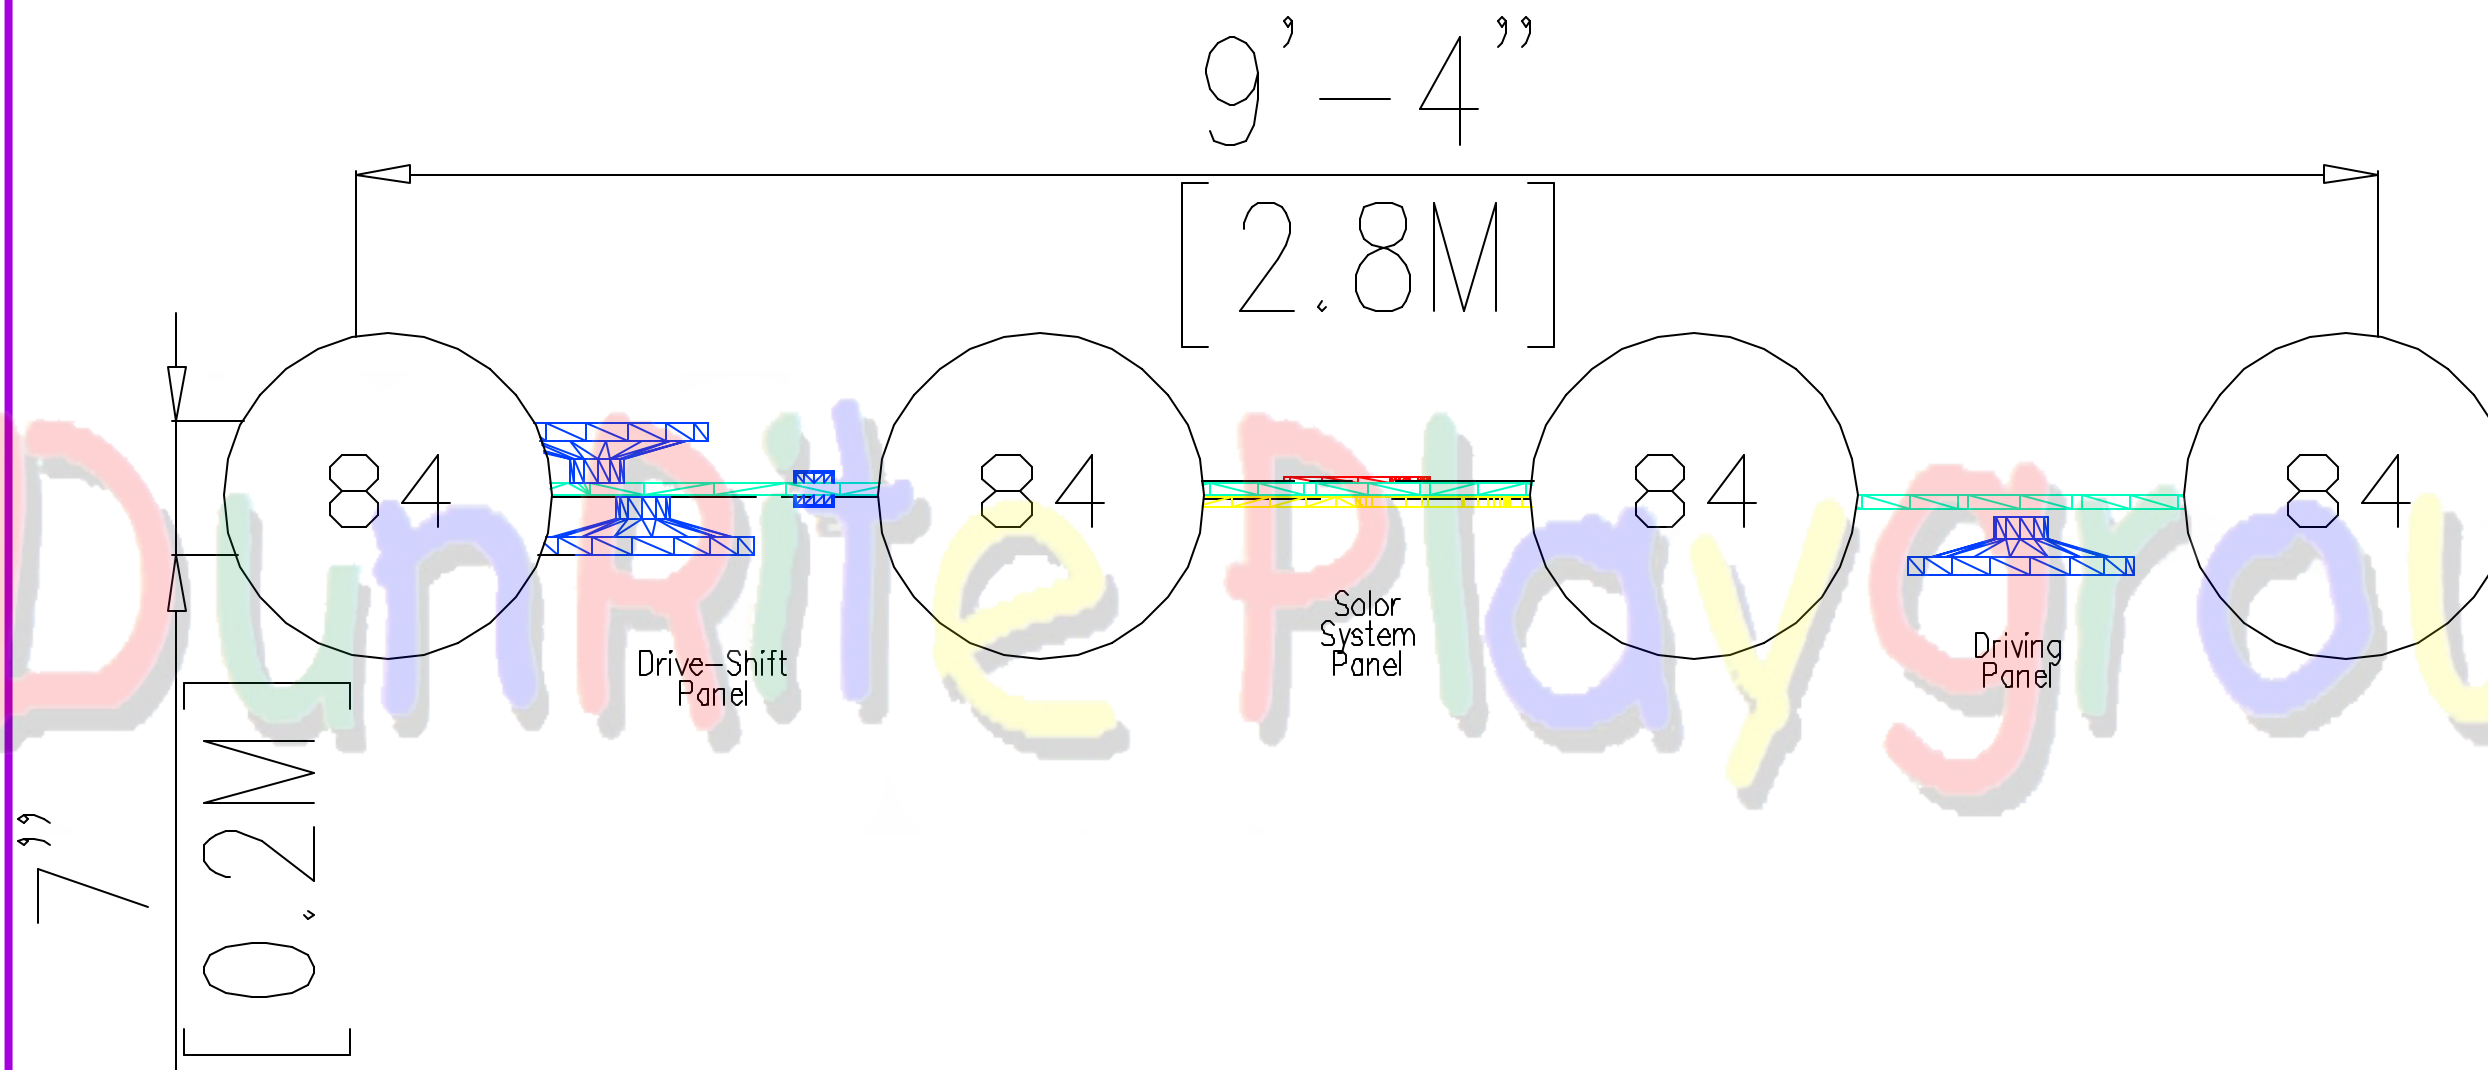 9’–4”
[2.8M]
84 84 84 84
Drive-Shift
Panel
Solor
System
Panel
Driving
Panel
7”
[0.2M]
DunRite Playgrou